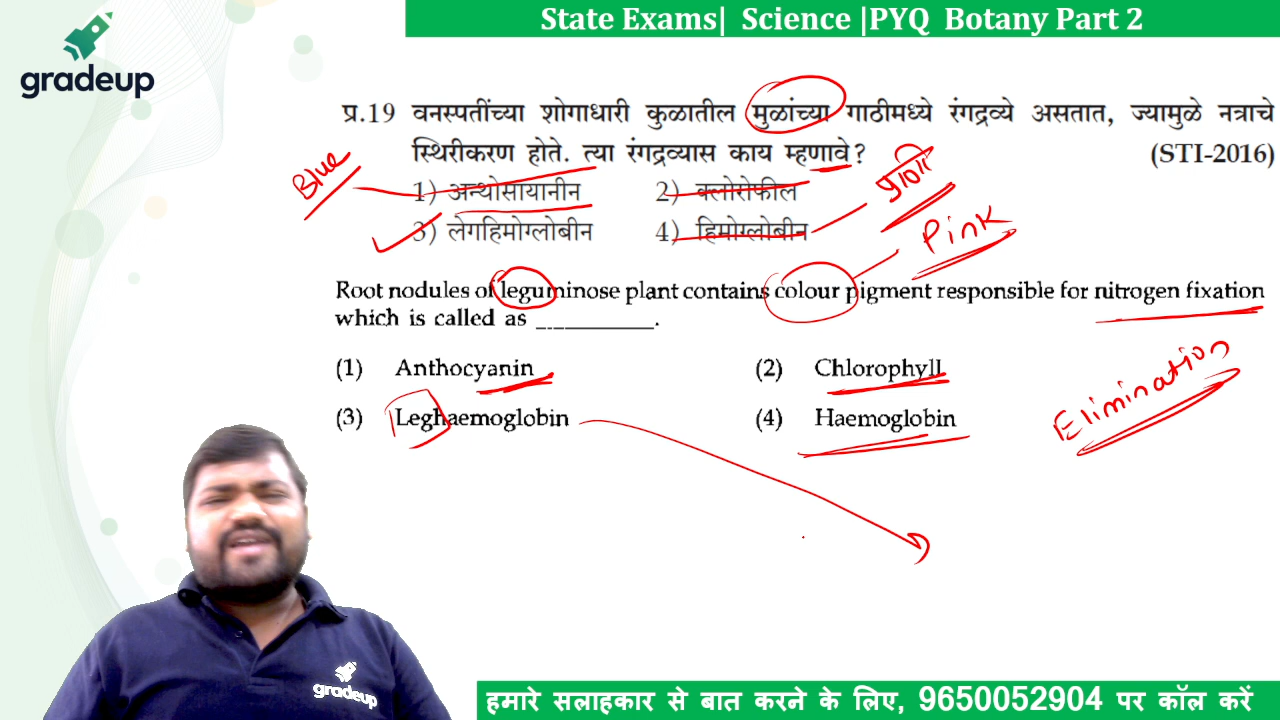 State Exams| Science |PYQ Botany Part 2
gradeup
प्र.19 वनस्पतींच्या शेंगाधारी कुळातील मुळांच्या गाठीमध्ये रंगद्रव्ये असतात, ज्यामुळे नत्राचे
स्थिरीकरण होते. त्या रंगद्रव्यास काय म्हणावे? (STI-2016)
Blue
1) अन्थोसायानीन 2) क्लोरोफील
प्राणी
3) लेगहिमोग्लोबीन 4) हिमोग्लोबीन
Pink
Root nodules of leguminose plant contains colour pigment responsible for nitrogen fixation
which is called as __________.
(1) Anthocyanin (2) Chlorophyll
(3) Leghaemoglobin (4) Haemoglobin
Elimination
gradeup
हमारे सलाहकार से बात करने के लिए, 9650052904 पर कॉल करें